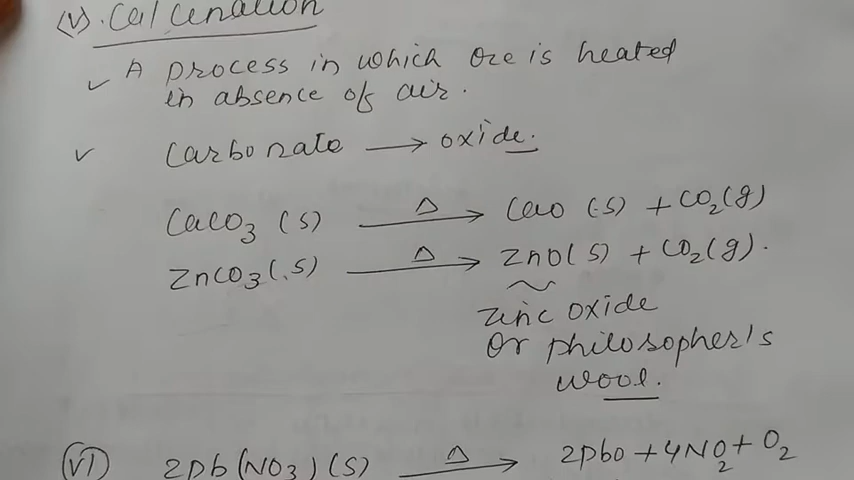 (V). Calcination
A process in which ore is heated
in absence of air.
Carbonate → oxide.
CaCO3 (s) Δ→ CaO (s) + CO2(g)
ZnCO3(s) Δ→ ZnO(s) + CO2(g).
zinc oxide
Or philosopher's
wool.
(VI) 2Pb(NO3)(s) Δ→ 2Pbo + 4NO2 + O2